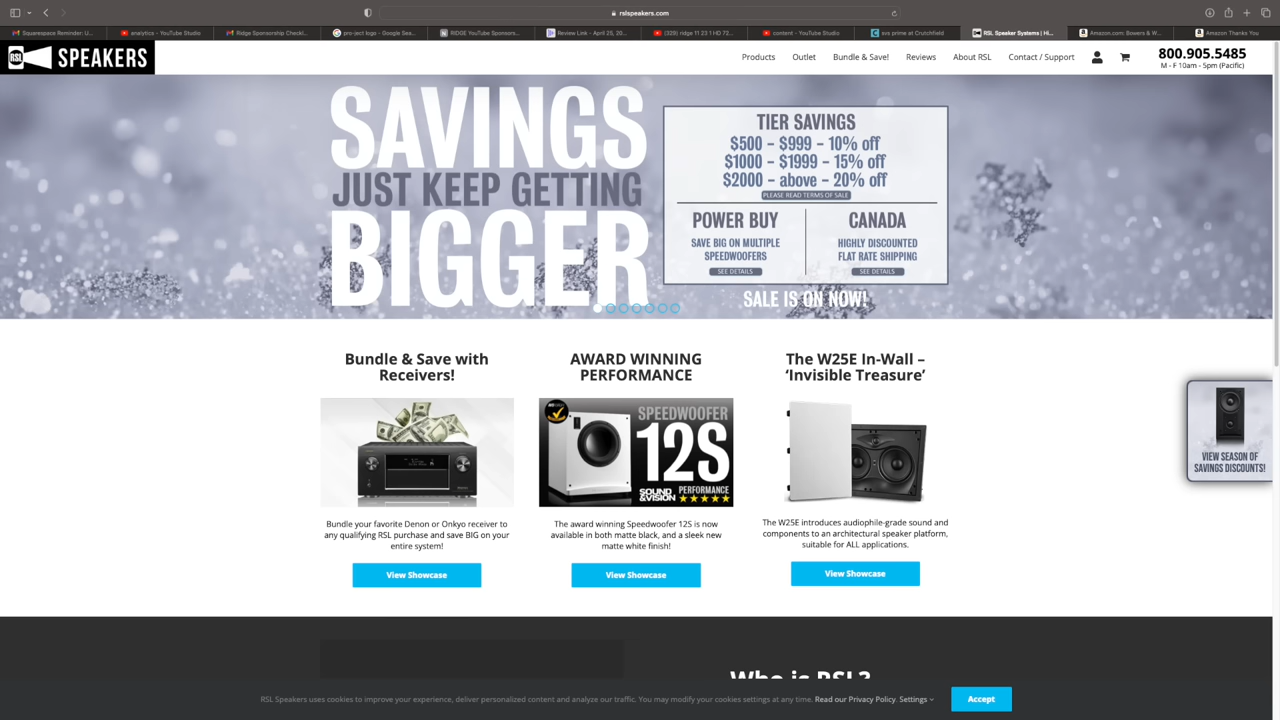 rslspeakers.com
Squarespace Reminder: U...
analytics - YouTube Studio
Ridge Sponsorship Checkl...
pro-ject logo - Google Sea...
RIDGE YouTube Sponsors...
Review Link - April 25, 20...
(329) ridge 11 23 1 HD 72...
content - YouTube Studio
svs prime at Crutchfield
RSL Speaker Systems | Hi...
Amazon.com: Bowers & W...
Amazon Thanks You
RSL SPEAKERS
Products
Outlet
Bundle & Save!
Reviews
About RSL
Contact / Support
800.905.5485
M - F 10am - 5pm (Pacific)
SAVINGS
JUST KEEP GETTING
BIGGER
TIER SAVINGS
$500 – $999 – 10% off
$1000 – $1999 – 15% off
$2000 – above – 20% off
PLEASE READ TERMS OF SALE
POWER BUY
SAVE BIG ON MULTIPLE
SPEEDWOOFERS
SEE DETAILS
CANADA
HIGHLY DISCOUNTED
FLAT RATE SHIPPING
SEE DETAILS
SALE IS ON NOW!
Bundle & Save with
Receivers!
Bundle your favorite Denon or Onkyo receiver to
any qualifying RSL purchase and save BIG on your
entire system!
View Showcase
AWARD WINNING
PERFORMANCE
SPEEDWOOFER
12S
SOUND
&VISION
PERFORMANCE
The award winning Speedwoofer 12S is now
available in both matte black, and a sleek new
matte white finish!
View Showcase
The W25E In-Wall –
‘Invisible Treasure’
The W25E introduces audiophile-grade sound and
components to an architectural speaker platform,
suitable for ALL applications.
View Showcase
VIEW SEASON OF
SAVINGS DISCOUNTS!
Who is RSL?
RSL Speakers uses cookies to improve your experience, deliver personalized content and analyze our traffic. You may modify your cookies settings at any time. Read our Privacy Policy. Settings
Accept